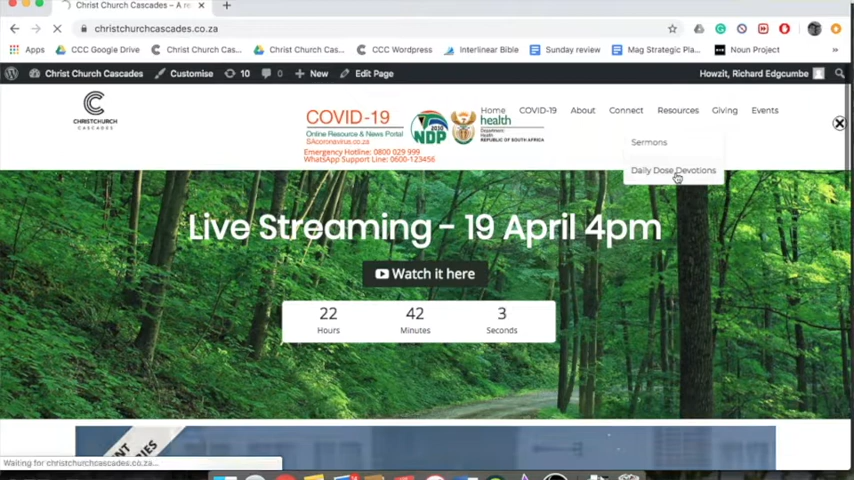 Christ Church Cascades – A r
christchurchcascades.co.za
Apps
CCC Google Drive
Christ Church Cas...
Christ Church Cas...
CCC Wordpress
Interlinear Bible
Sunday review
Mag Strategic Pla...
Noun Project
Christ Church Cascades
Customise
10
0
New
Edit Page
Howzit, Richard Edgcumbe
CHRISTCHURCH
CASCADES
COVID-19
Online Resource & News Portal
SAcoronavirus.co.za
Emergency Hotline: 0800 029 999
WhatsApp Support Line: 0600-123456
2030
NDP
health
Department:
Health
REPUBLIC OF SOUTH AFRICA
Home
COVID-19
About
Connect
Resources
Giving
Events
Sermons
Daily Dose Devotions
Live Streaming - 19 April 4pm
Watch it here
22
42
3
Hours
Minutes
Seconds
Waiting for christchurchcascades.co.za...